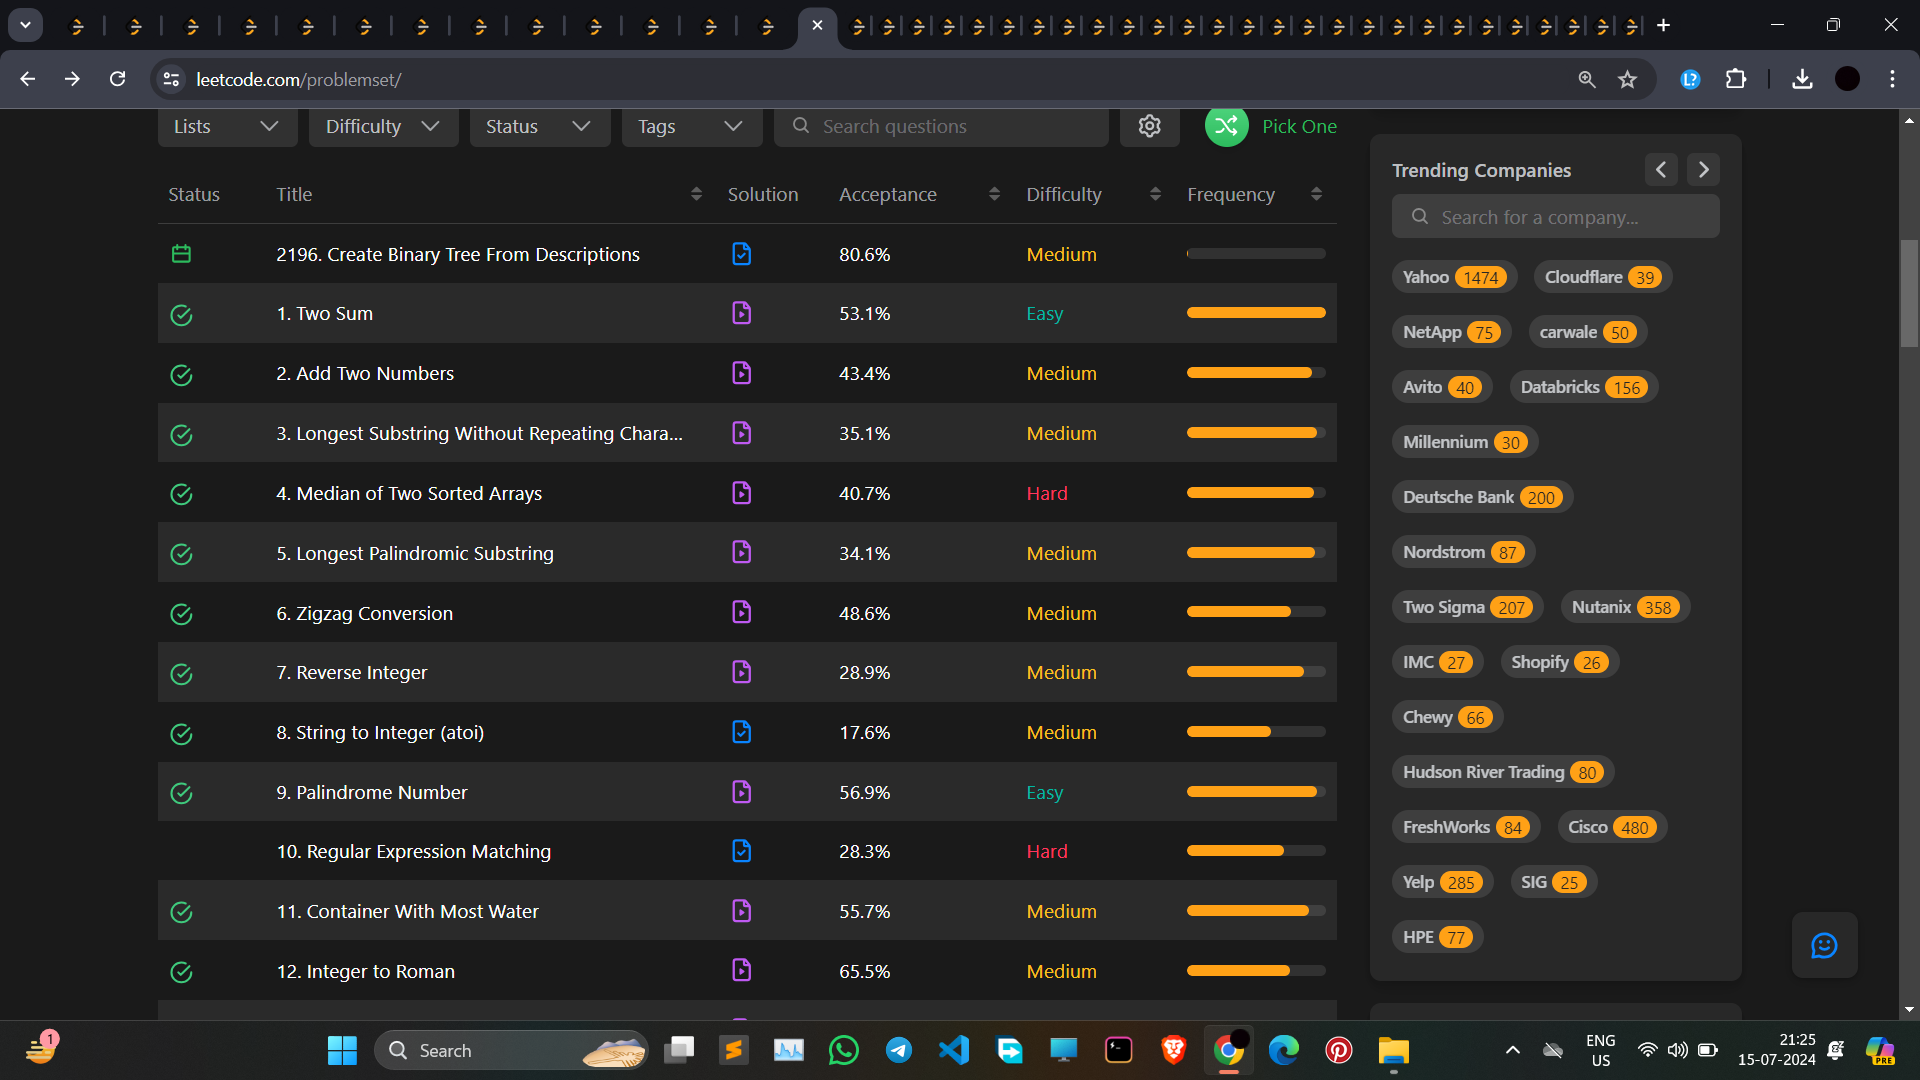 leetcode.com/problemset/
Lists Difficulty Status Tags Search questions Pick One
Status Title Solution Acceptance Difficulty Frequency
2196. Create Binary Tree From Descriptions 80.6% Medium
1. Two Sum 53.1% Easy
2. Add Two Numbers 43.4% Medium
3. Longest Substring Without Repeating Chara... 35.1% Medium
4. Median of Two Sorted Arrays 40.7% Hard
5. Longest Palindromic Substring 34.1% Medium
6. Zigzag Conversion 48.6% Medium
7. Reverse Integer 28.9% Medium
8. String to Integer (atoi) 17.6% Medium
9. Palindrome Number 56.9% Easy
10. Regular Expression Matching 28.3% Hard
11. Container With Most Water 55.7% Medium
12. Integer to Roman 65.5% Medium
Trending Companies
Search for a company...
Yahoo 1474 Cloudflare 39
NetApp 75 carwale 50
Avito 40 Databricks 156
Millennium 30
Deutsche Bank 200
Nordstrom 87
Two Sigma 207 Nutanix 358
IMC 27 Shopify 26
Chewy 66
Hudson River Trading 80
FreshWorks 84 Cisco 480
Yelp 285 SIG 25
HPE 77
1
Search
ENG
US
21:25
15-07-2024
PRE